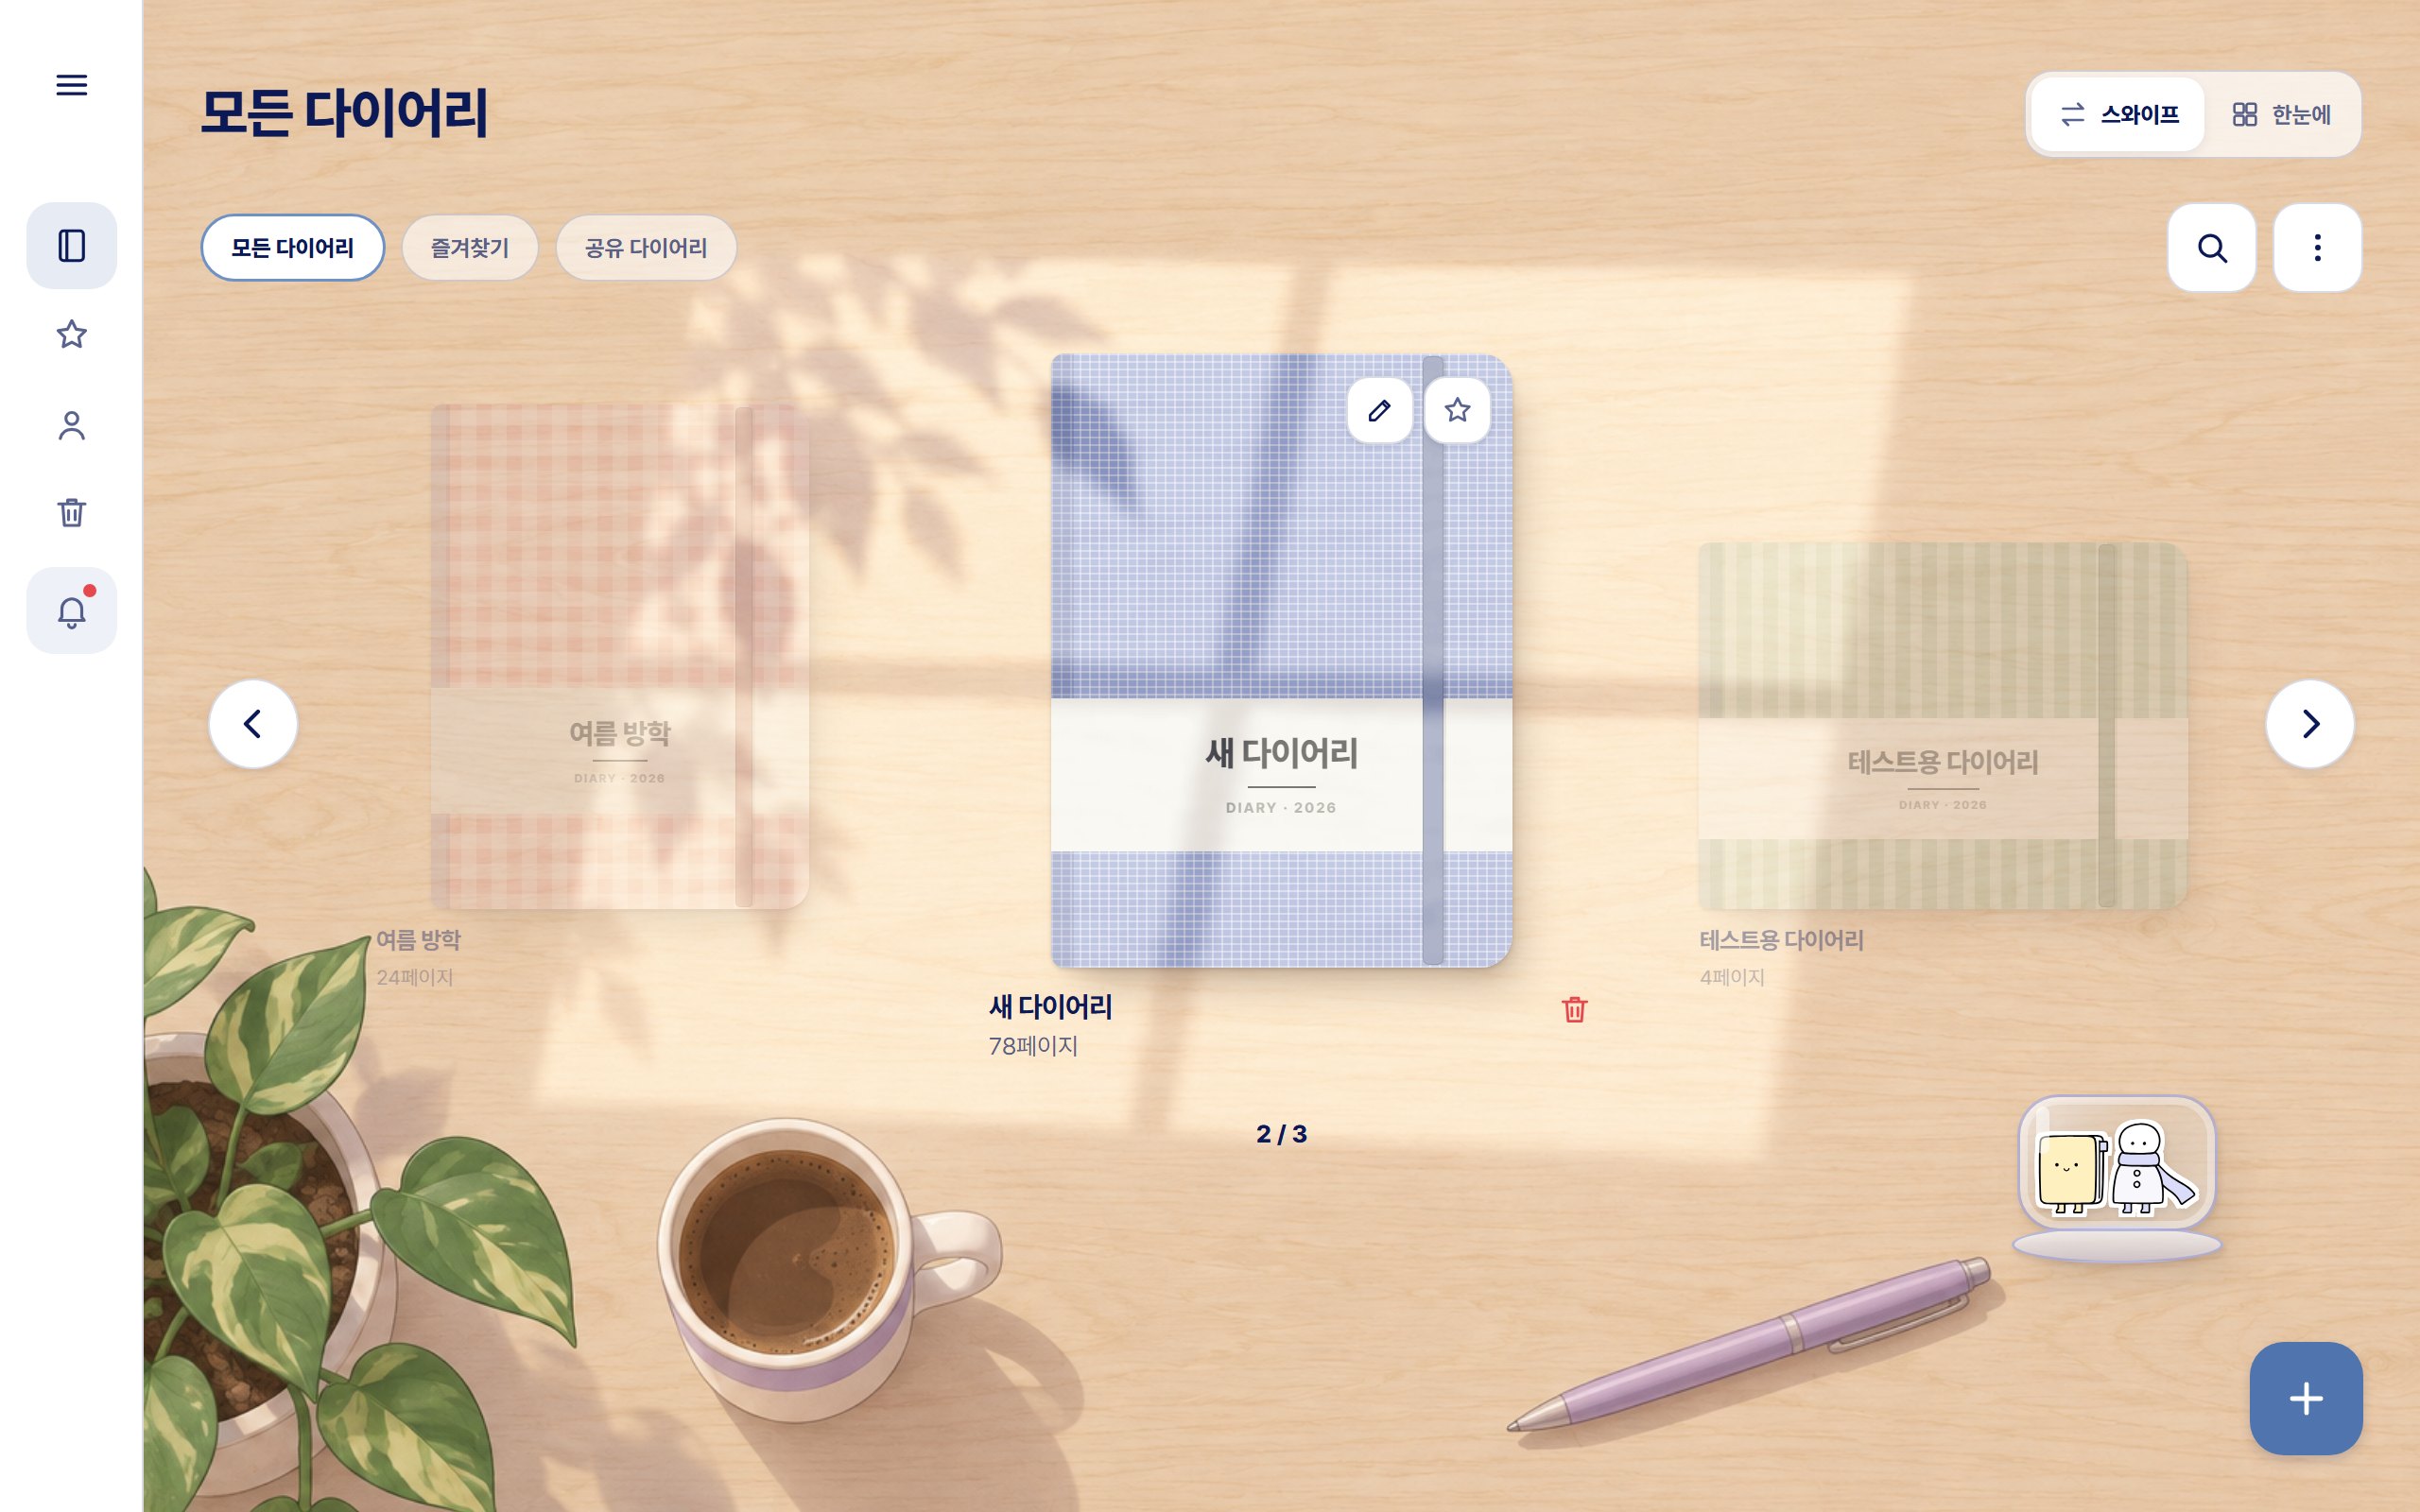 모든 다이어리
스와이프
한눈에
모든 다이어리
즐겨찾기
공유 다이어리
여름 방학
DIARY · 2026
여름 방학
24페이지
새 다이어리
DIARY · 2026
새 다이어리
78페이지
테스트용 다이어리
DIARY · 2026
테스트용 다이어리
4페이지
2 / 3